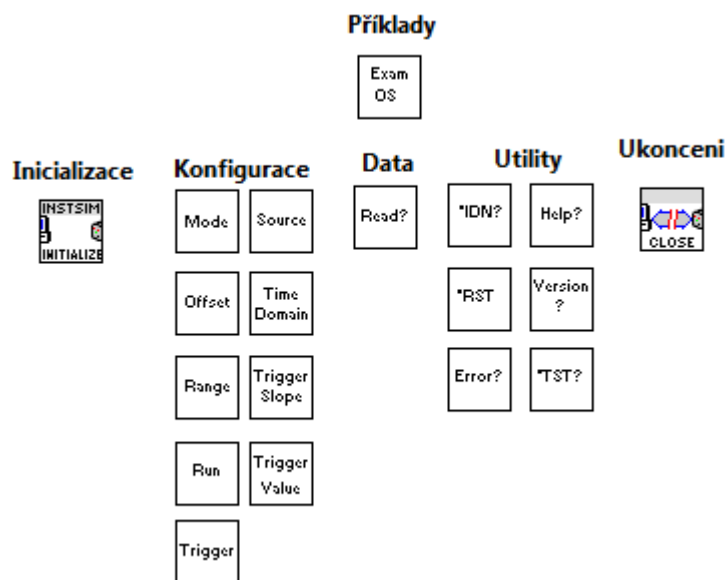 Příklady
Exam
OS
Inicializace
Konfigurace
Data
Utility
Ukonceni
INSTSIM
INITIALIZE
Mode
Source
Read?
*IDN?
Help?
CLOSE
Offset
Time
Domain
*RST
Version
?
Range
Trigger
Slope
Error?
*TST?
Run
Trigger
Value
Trigger